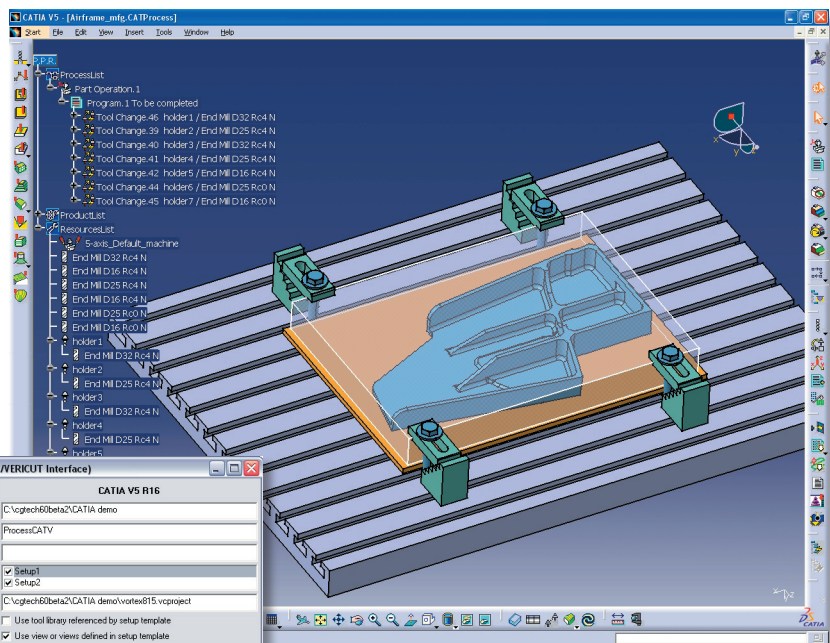 CATIA V5 - [Airframe_mfg.CATProcess]
Start File Edit View Insert Tools Window Help
P.P.R.
ProcessList
Part Operation.1
Program.1 To be completed
Tool Change.46 holder1 / End Mill D32 Rc4 N
Tool Change.39 holder2 / End Mill D25 Rc4 N
Tool Change.40 holder3 / End Mill D32 Rc4 N
Tool Change.41 holder4 / End Mill D25 Rc4 N
Tool Change.42 holder5 / End Mill D16 Rc4 N
Tool Change.44 holder6 / End Mill D25 Rc0 N
Tool Change.45 holder7 / End Mill D16 Rc0 N
ProductList
ResourcesList
5-axis_Default_machine
End Mill D32 Rc4 N
End Mill D16 Rc4 N
End Mill D25 Rc4 N
End Mill D16 Rc4 N
End Mill D25 Rc0 N
End Mill D16 Rc0 N
holder1
End Mill D32 Rc4 N
holder2
End Mill D25 Rc4 N
holder3
End Mill D32 Rc4 N
holder4
End Mill D25 Rc4 N
holder5
x y z
/VERICUT Interface)
CATIA V5 R16
C:\cgtech60beta2\CATIA demo
ProcessCATV
Setup1
Setup2
C:\cgtech60beta2\CATIA demo\vortex815.vcproject
Use tool library referenced by setup template
Use view or views defined in setup template
CATIA